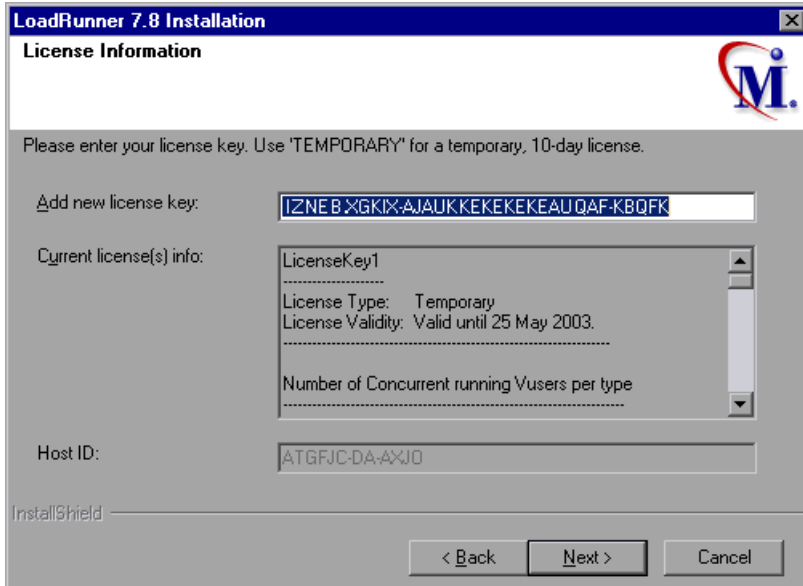 LoadRunner 7.8 Installation
License Information
M.
Please enter your license key. Use 'TEMPORARY' for a temporary, 10-day license.
Add new license key: IZNEB.XGKIX-AJAUKKEKEKEKEAUQAF-KBQFK
Current license(s) info: LicenseKey1
--------------------
License Type: Temporary
License Validity: Valid until 25 May 2003.
-----------------------------------------------------------------
Number of Concurrent running Vusers per type
--------------------------------------------------------------------
Host ID: ATGFJC-DA-AXJO
InstallShield
< Back Next > Cancel